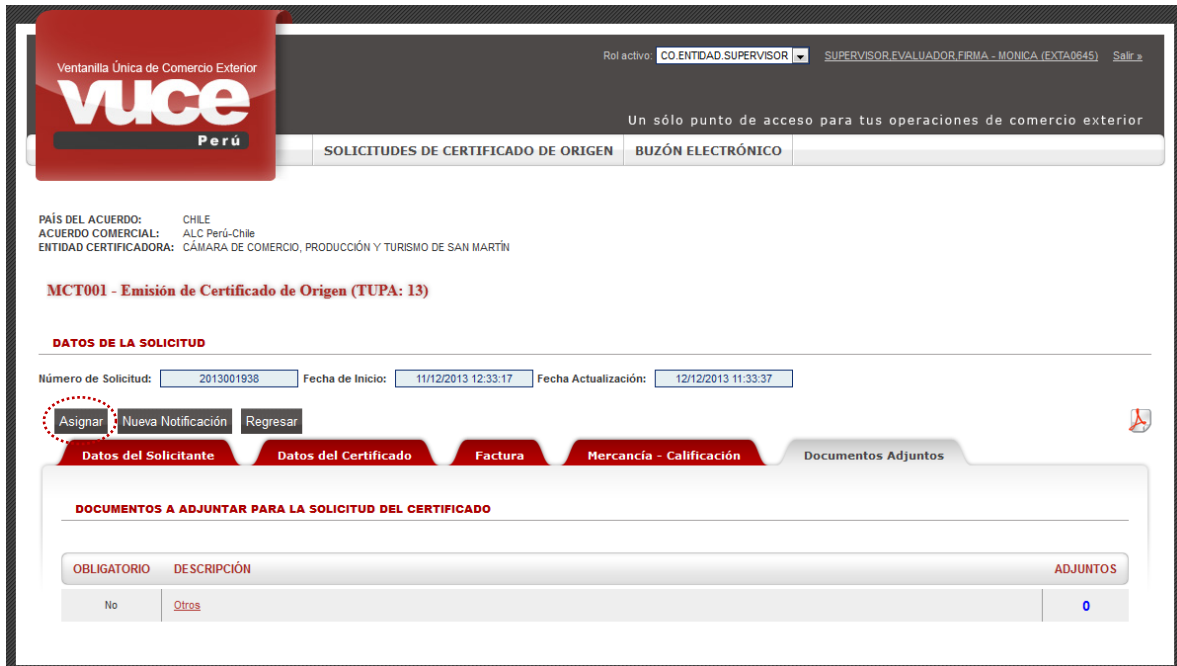 Ventanilla Única de Comercio Exterior
vuce
Perú
Rol activo: CO.ENTIDAD.SUPERVISOR SUPERVISOR,EVALUADOR,FIRMA - MONICA (EXTA0645) Salir »
Un sólo punto de acceso para tus operaciones de comercio exterior
SOLICITUDES DE CERTIFICADO DE ORIGEN BUZÓN ELECTRÓNICO
PAÍS DEL ACUERDO: CHILE
ACUERDO COMERCIAL: ALC Perú-Chile
ENTIDAD CERTIFICADORA: CÁMARA DE COMERCIO, PRODUCCIÓN Y TURISMO DE SAN MARTÍN
MCT001 - Emisión de Certificado de Origen (TUPA: 13)
DATOS DE LA SOLICITUD
Número de Solicitud: 2013001938 Fecha de Inicio: 11/12/2013 12:33:17 Fecha Actualización: 12/12/2013 11:33:37
Asignar Nueva Notificación Regresar
Datos del Solicitante Datos del Certificado Factura Mercancía - Calificación Documentos Adjuntos
DOCUMENTOS A ADJUNTAR PARA LA SOLICITUD DEL CERTIFICADO
OBLIGATORIO DESCRIPCIÓN ADJUNTOS
No Otros 0